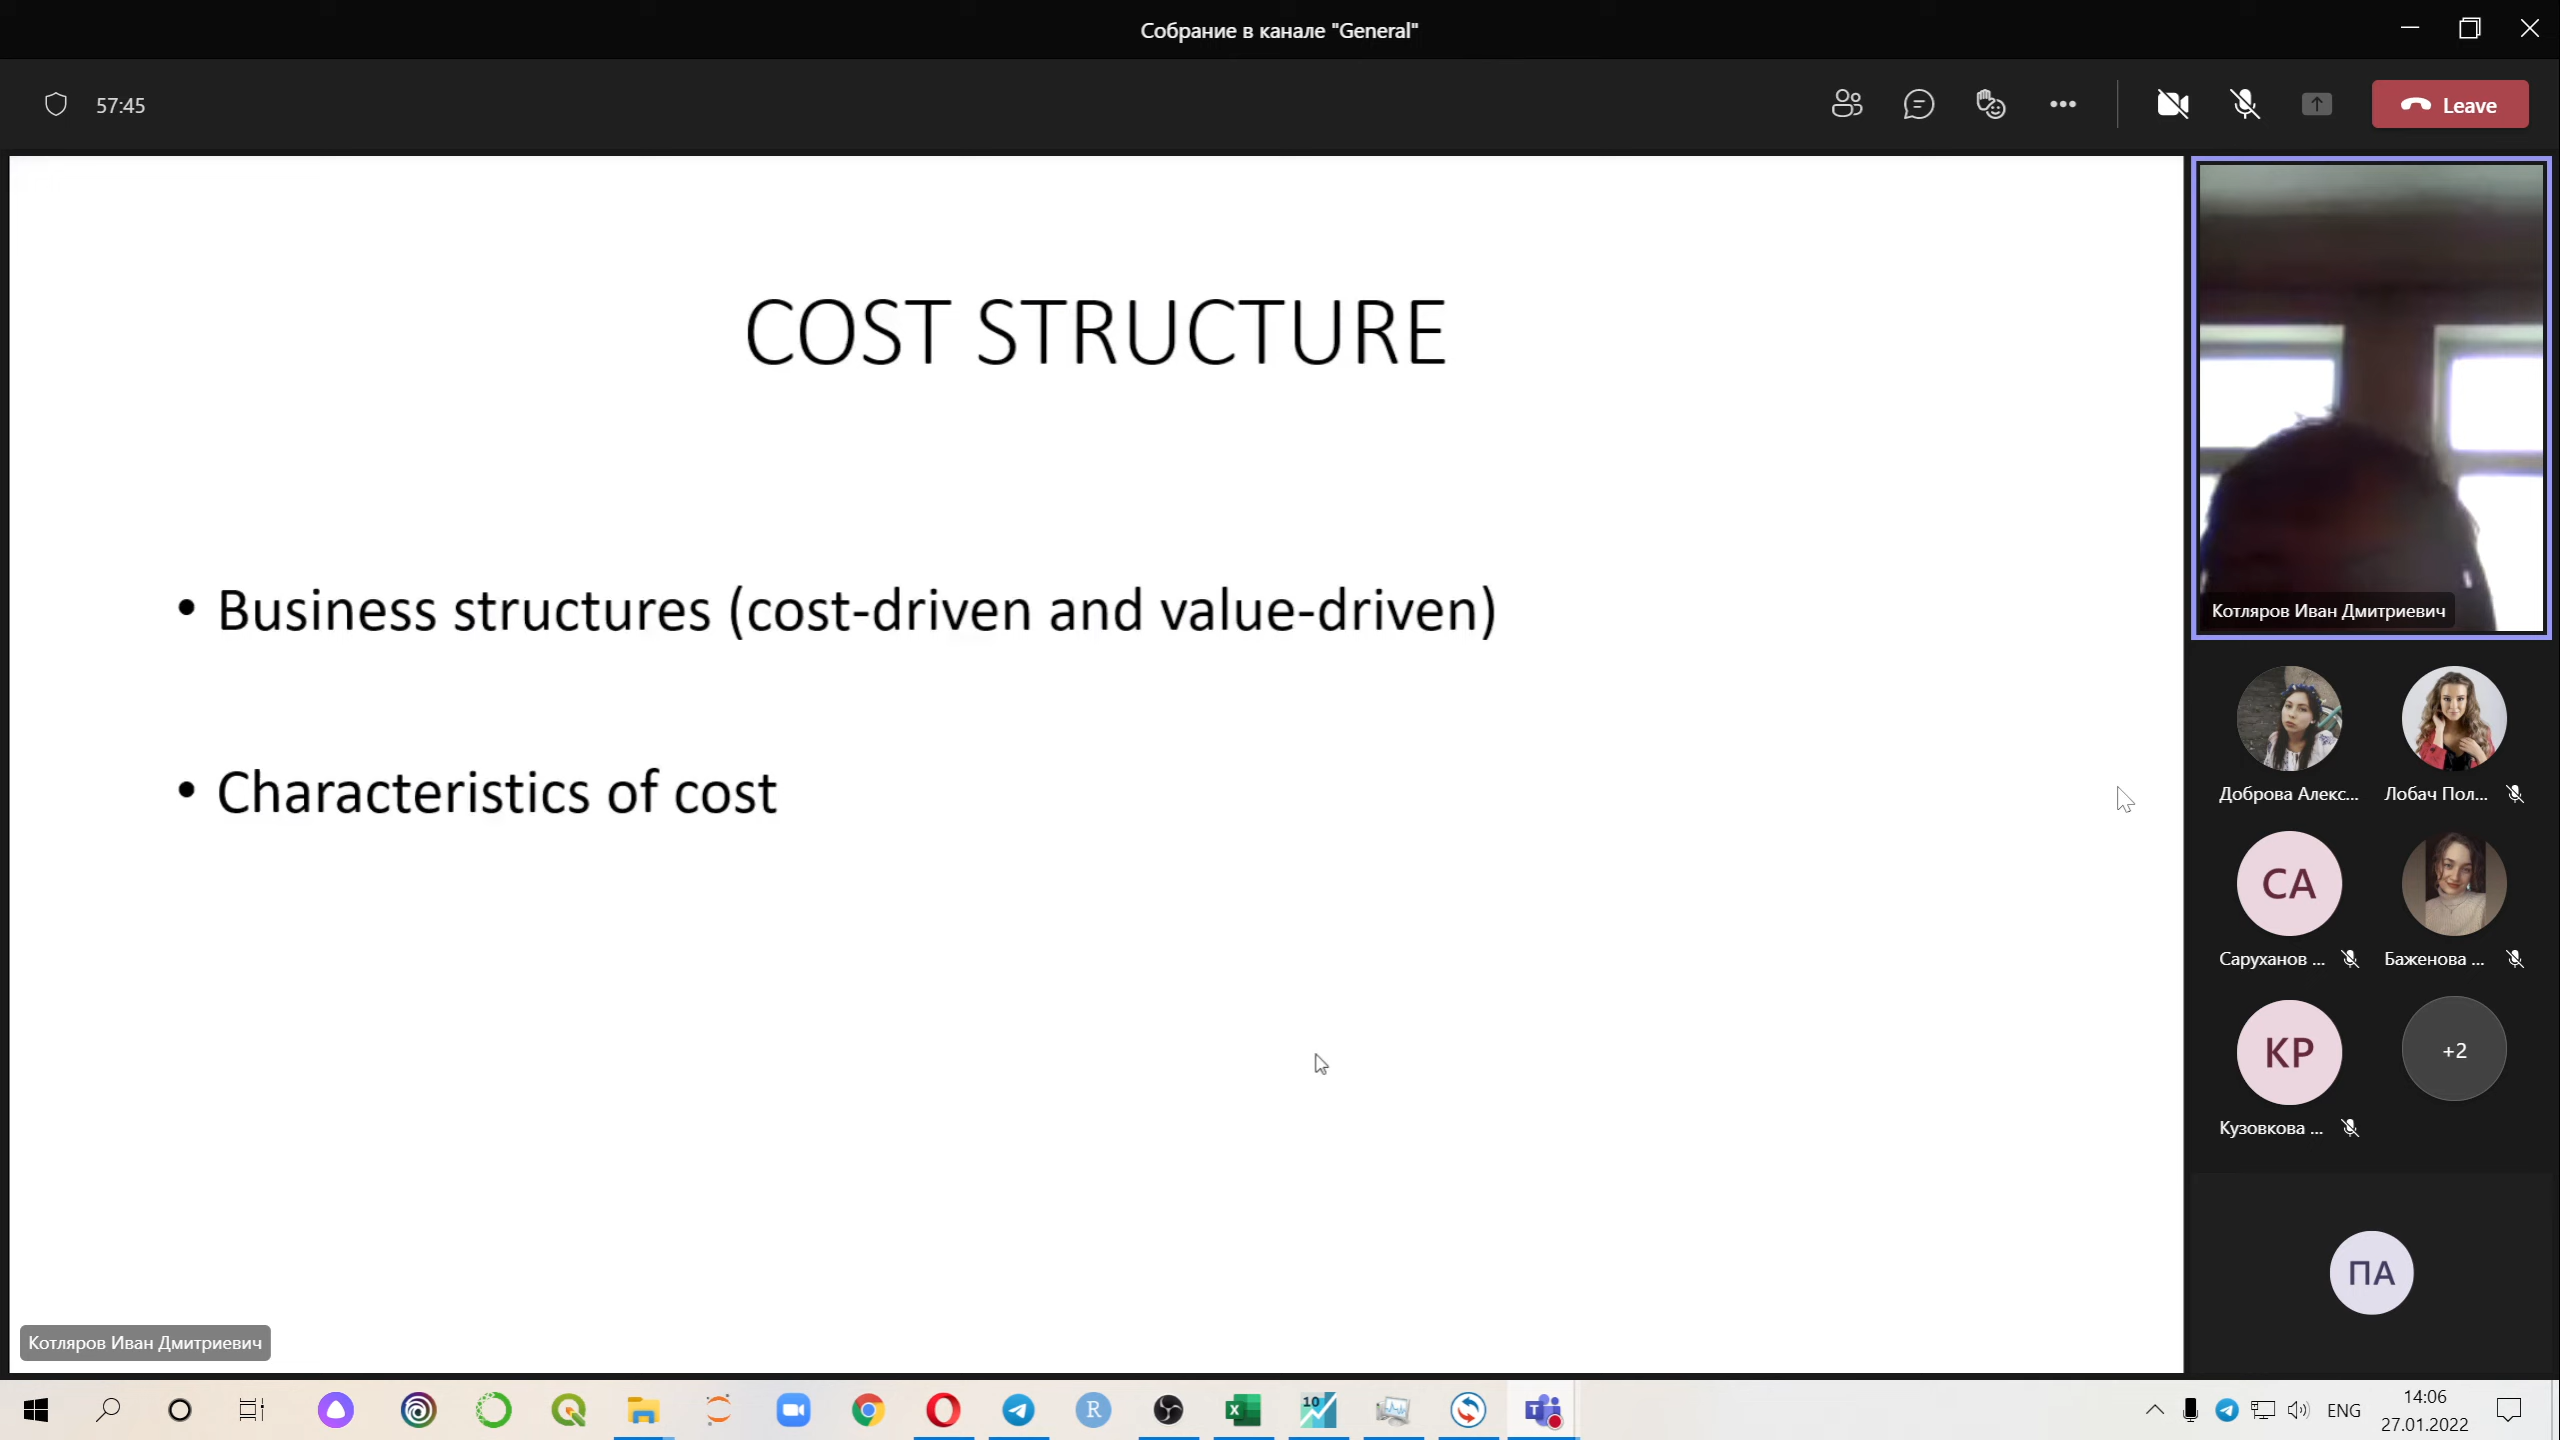 Собрание в канале "General"
57:45
Leave
COST STRUCTURE
• Business structures (cost-driven and value-driven)
• Characteristics of cost
Котляров Иван Дмитриевич
Котляров Иван Дмитриевич
Доброва Алекс...
Лобач Пол...
СА
Саруханов ...
Баженова ...
КР
Кузовкова ...
+2
ПА
R
10
ENG
14:06
27.01.2022